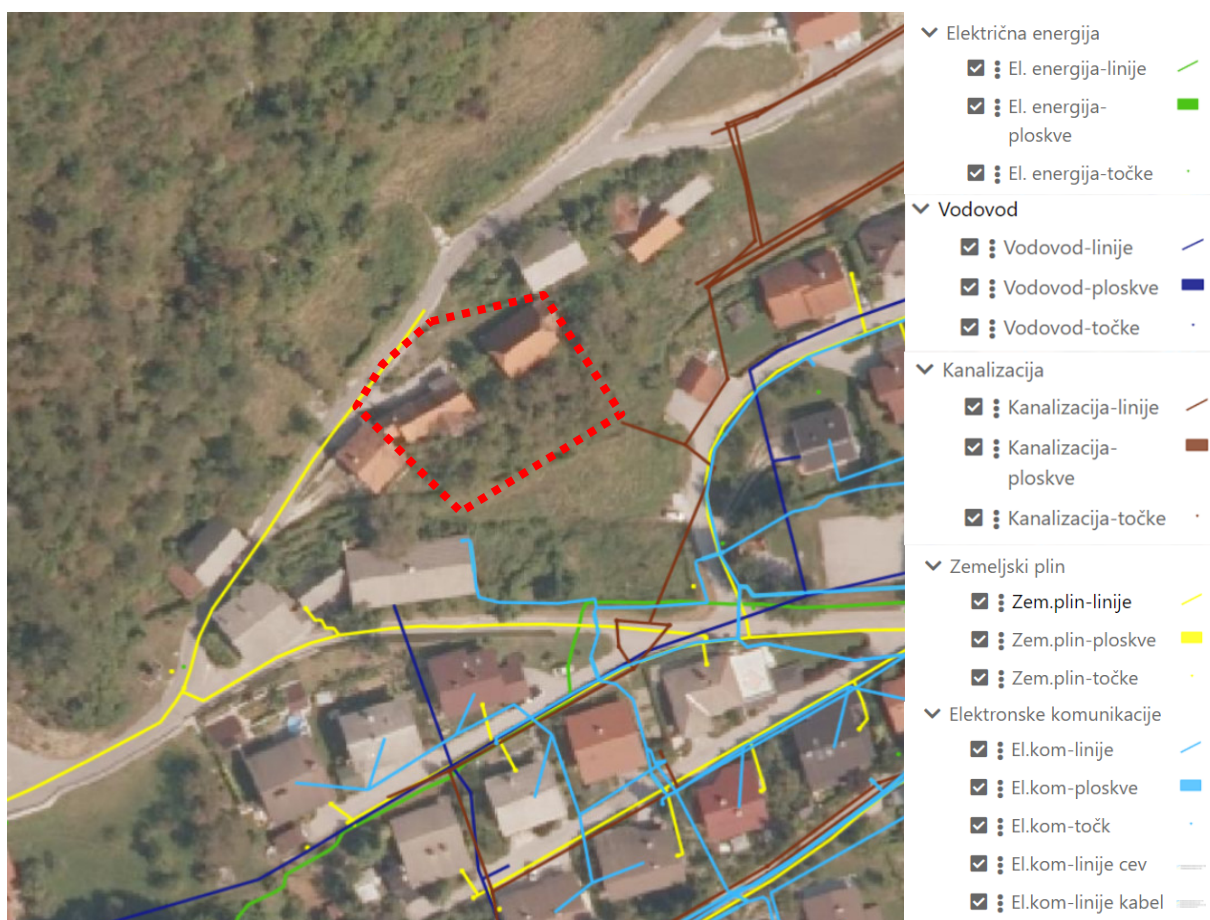 Električna energija
El. energija-linije
El. energija-
ploskve
El. energija-točke
Vodovod
Vodovod-linije
Vodovod-ploskve
Vodovod-točke
Kanalizacija
Kanalizacija-linije
Kanalizacija-
ploskve
Kanalizacija-točke
Zemeljski plin
Zem.plin-linije
Zem.plin-ploskve
Zem.plin-točke
Elektronske komunikacije
El.kom-linije
El.kom-ploskve
El.kom-točk
El.kom-linije cev
El.kom-linije kabel